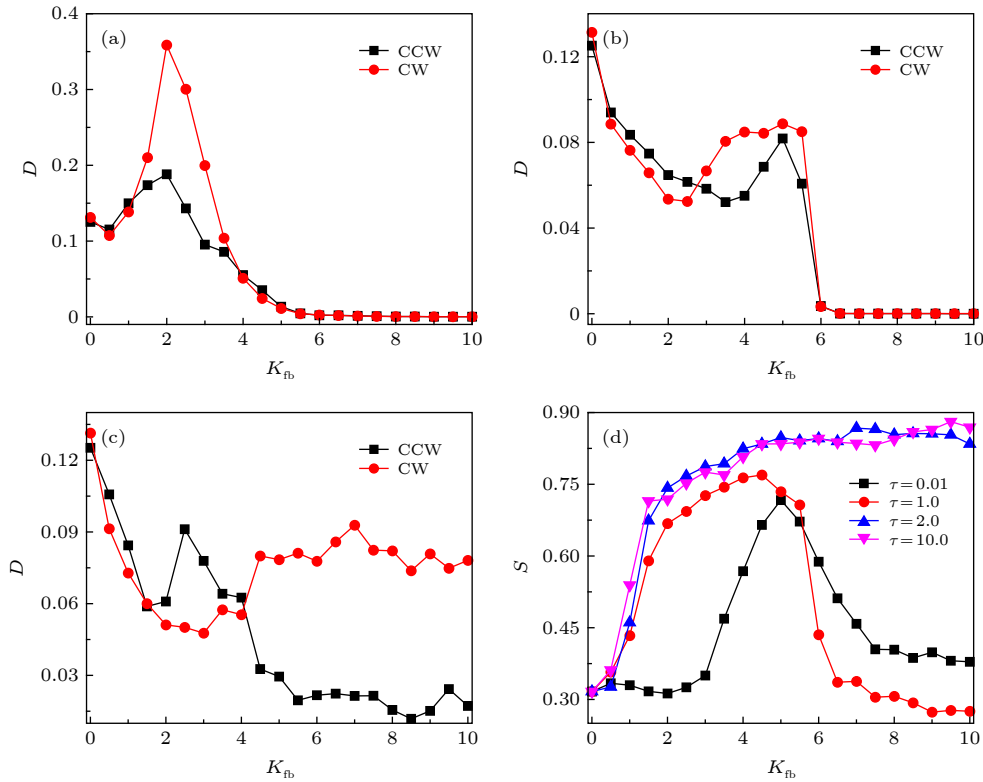 (a)
CCW
CW
D
0.4
0.3
0.2
0.1
0
0 2 4 6 8 10
K_fb
(b)
CCW
CW
D
0.12
0.08
0.04
0
0 2 4 6 8 10
K_fb
(c)
CCW
CW
D
0.12
0.09
0.06
0.03
0 2 4 6 8 10
K_fb
(d)
τ=0.01
τ=1.0
τ=2.0
τ=10.0
S
0.90
0.75
0.60
0.45
0.30
0 2 4 6 8 10
K_fb